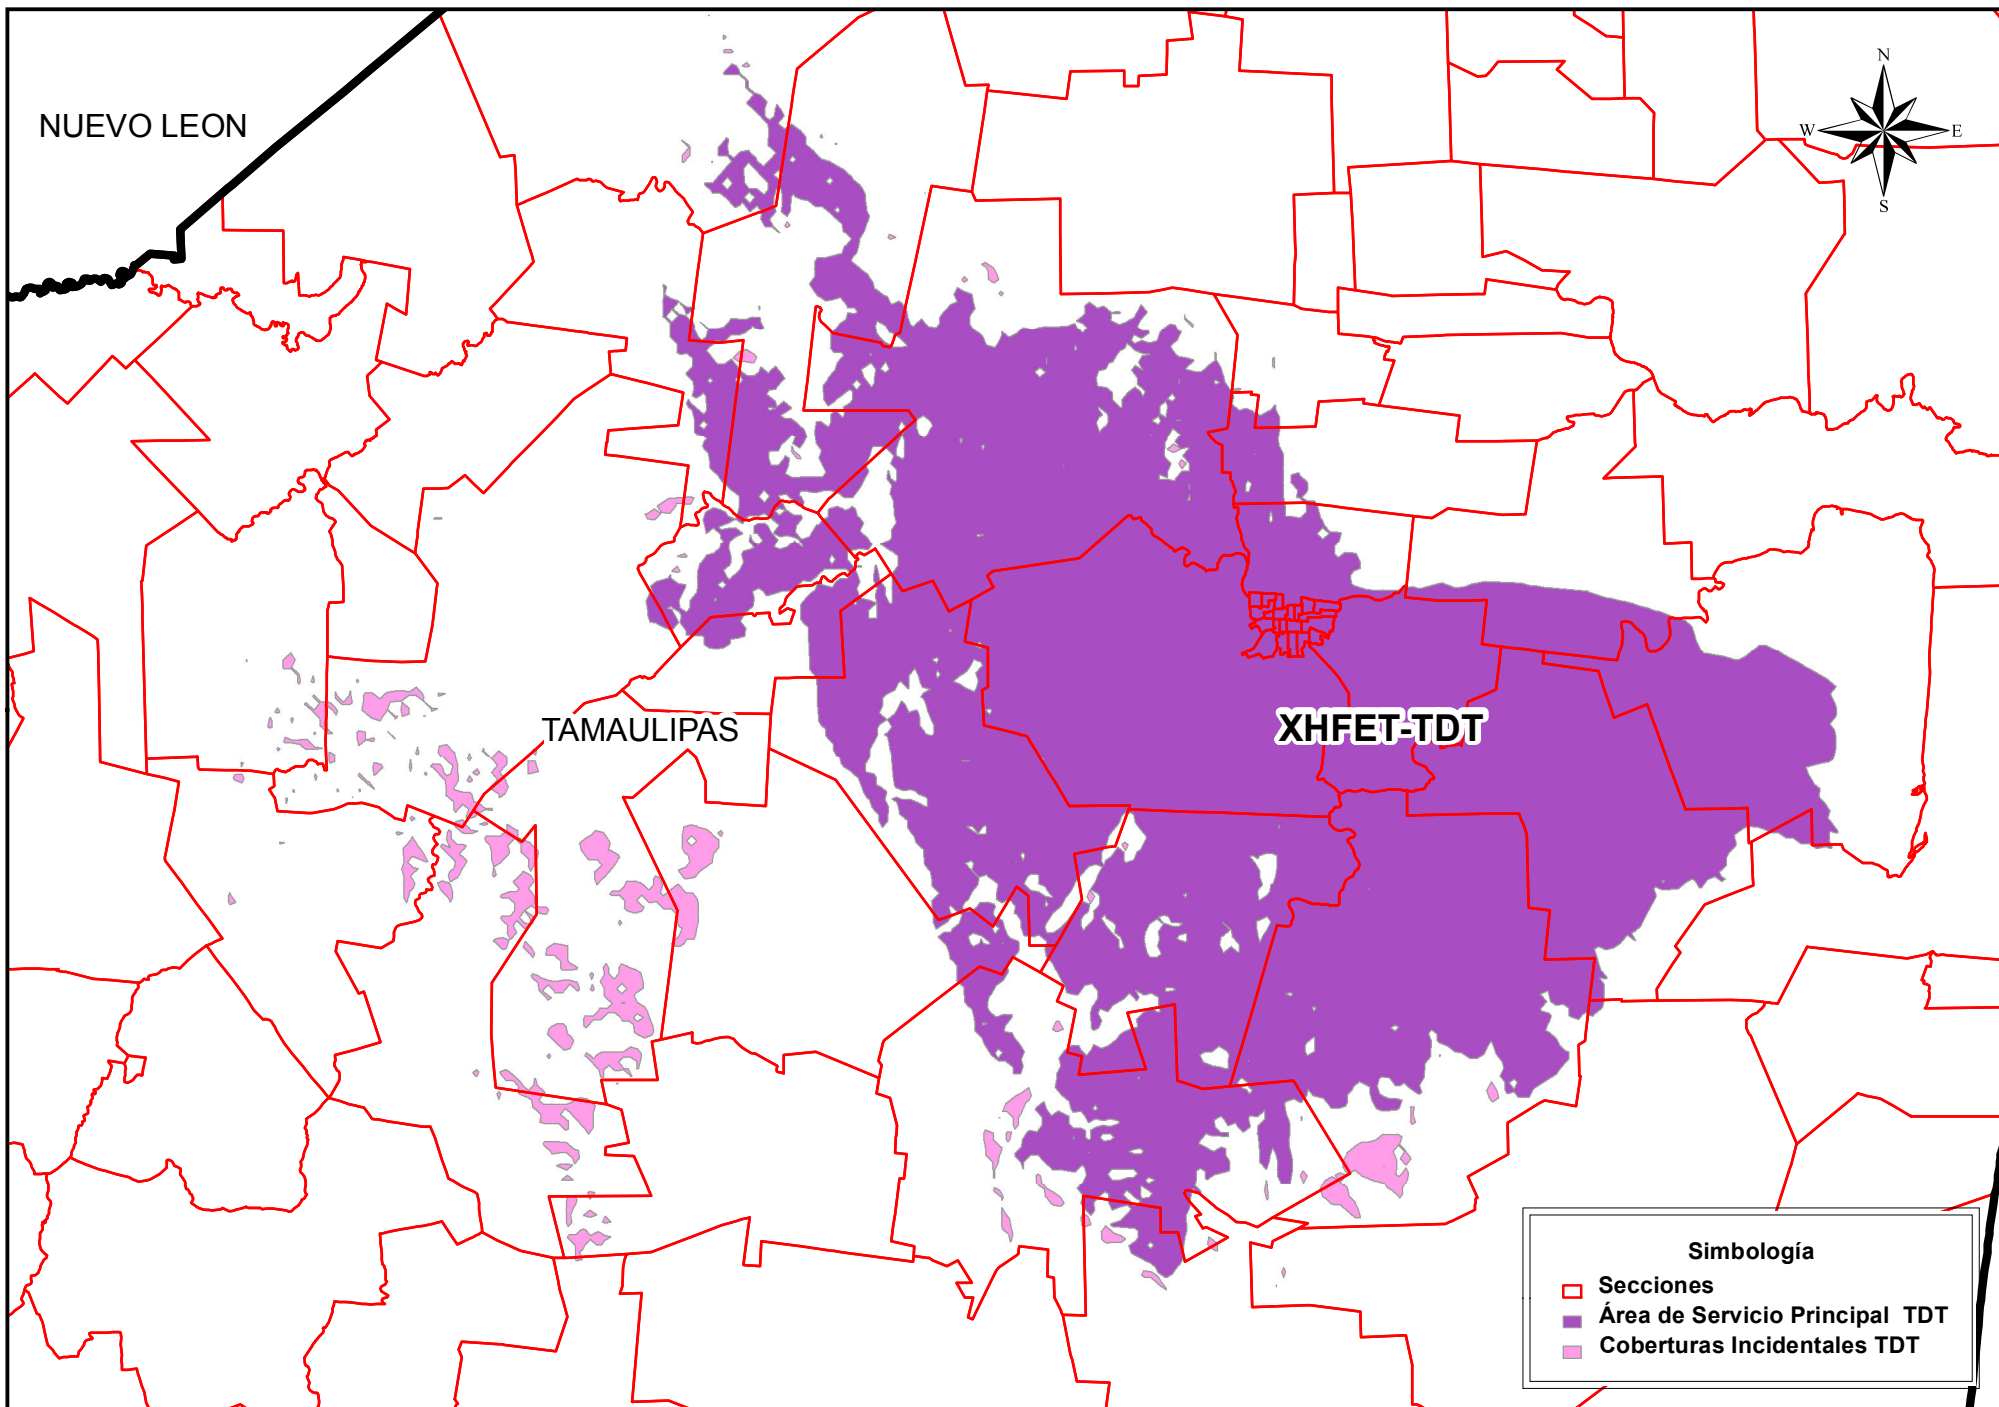 NUEVO LEON
N
W
E
S
TAMAULIPAS
XHFET-TDT
Simbología
Secciones
Área de Servicio Principal TDT
Coberturas Incidentales TDT